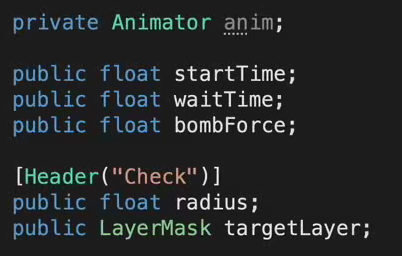 private Animator anim;
public float startTime;
public float waitTime;
public float bombForce;
[Header("Check")]
public float radius;
public LayerMask targetLayer;